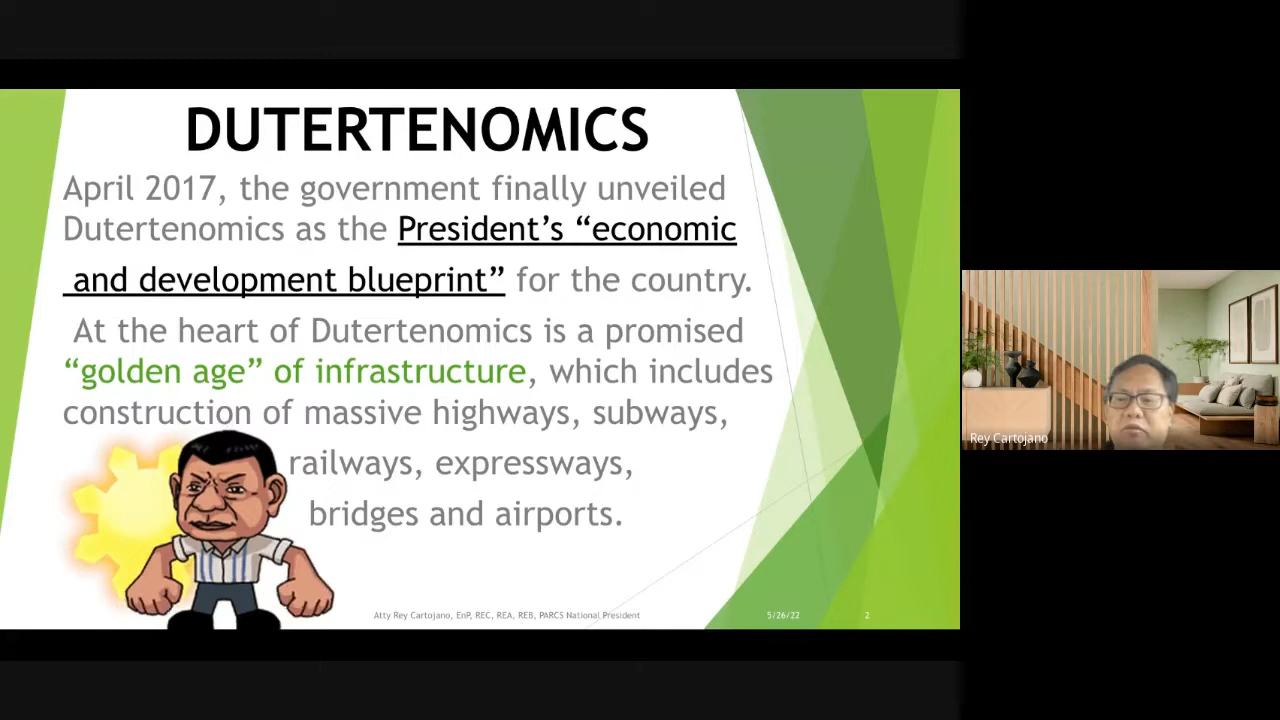 DUTERTENOMICS
April 2017, the government finally unveiled
Dutertenomics as the President’s “economic
and development blueprint” for the country.
At the heart of Dutertenomics is a promised
“golden age” of infrastructure, which includes
construction of massive highways, subways,
railways, expressways,
bridges and airports.
Atty Rey Cartojano, EnP, REC, REA, REB, PARCS National President
5/26/22
2
Rey Cartojano